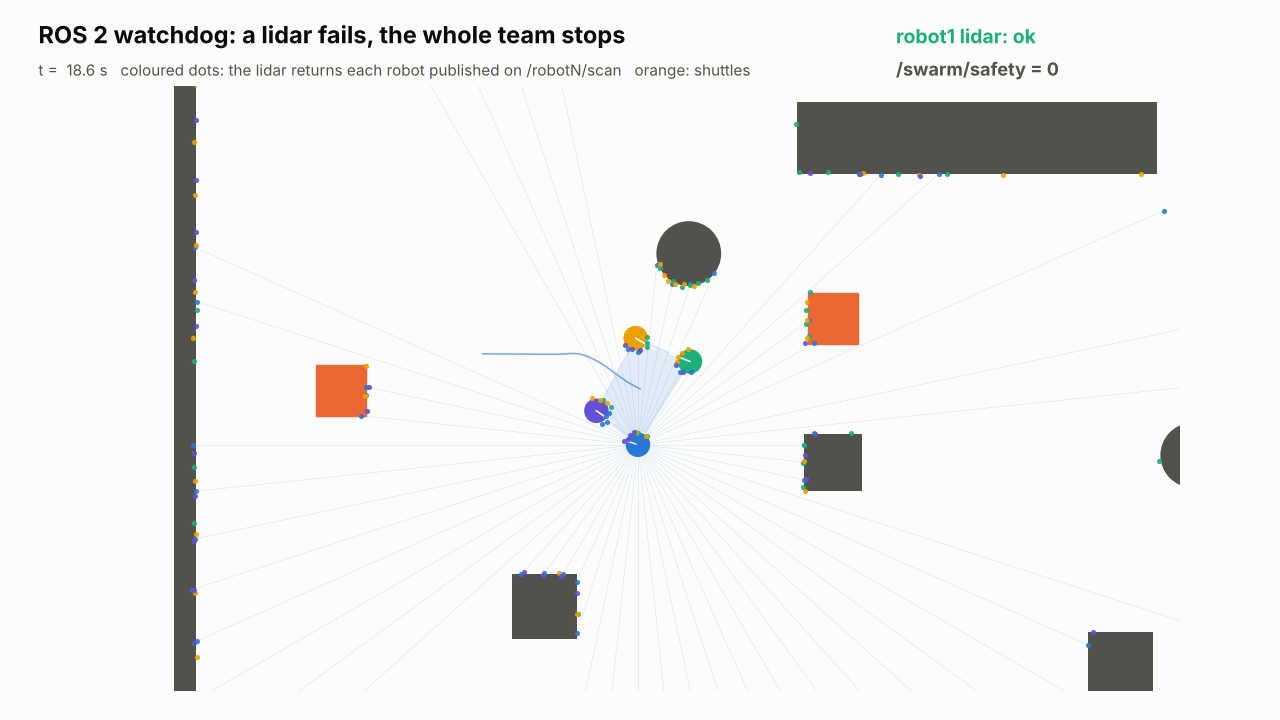 ROS 2 watchdog: a lidar fails, the whole team stops
robot1 lidar: ok
t =  18.6 s   coloured dots: the lidar returns each robot published on /robotN/scan   orange: shuttles
/swarm/safety = 0